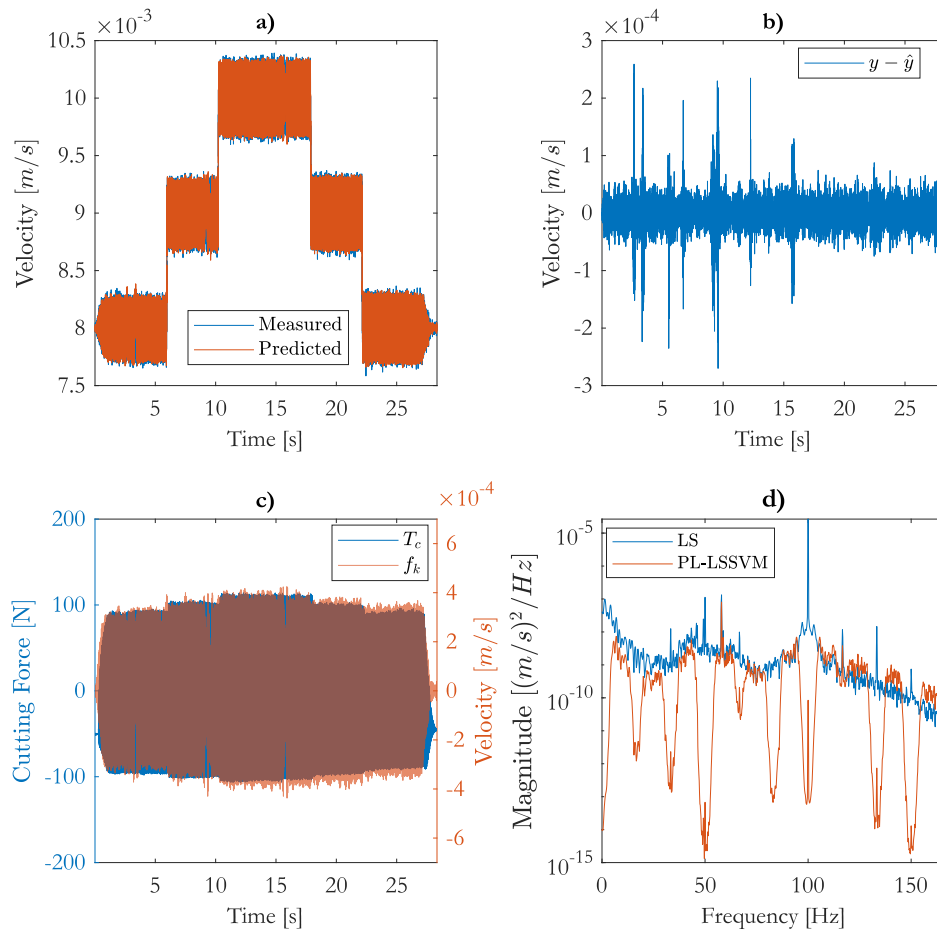 a)
×10⁻³
10.5
10
9.5
9
8.5
8
7.5
Velocity [m/s]
Measured
Predicted
5
10
15
20
25
Time [s]
b)
×10⁻⁴
3
2
1
0
-1
-2
-3
Velocity [m/s]
y − ŷ
0
5
10
15
20
25
Time [s]
c)
×10⁻⁴
200
100
0
-100
-200
Cutting Force [N]
T_c
f_k
6
4
2
0
-2
-4
-6
Velocity [m/s]
5
10
15
20
25
Time [s]
d)
10⁻⁵
10⁻¹⁰
10⁻¹⁵
Magnitude [(m/s)²/Hz]
LS
PL-LSSVM
0
50
100
150
Frequency [Hz]